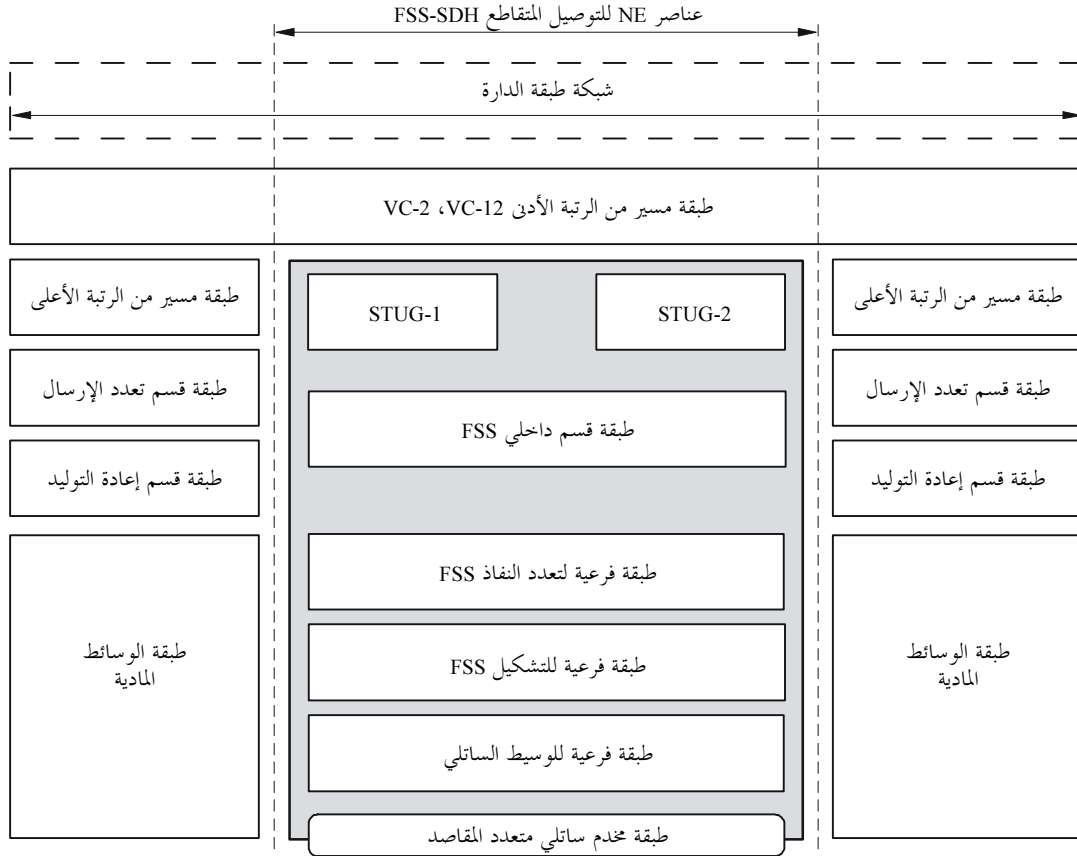 عناصر NE للتوصيل المتقاطع FSS-SDH
شبكة طبقة الدارة
طبقة مسير من الرتبة الأدنى VC-12، VC-2
طبقة مسير من الرتبة الأعلى
STUG-1
STUG-2
طبقة مسير من الرتبة الأعلى
طبقة قسم تعدد الإرسال
طبقة قسم داخلي FSS
طبقة قسم تعدد الإرسال
طبقة قسم إعادة التوليد
طبقة قسم إعادة التوليد
طبقة فرعية لتعدد النفاذ FSS
طبقة الوسائط
المادية
طبقة فرعية للتشكيل FSS
طبقة الوسائط
المادية
طبقة فرعية للوسيط الساتلي
طبقة مخدم ساتلي متعدد المقاصد